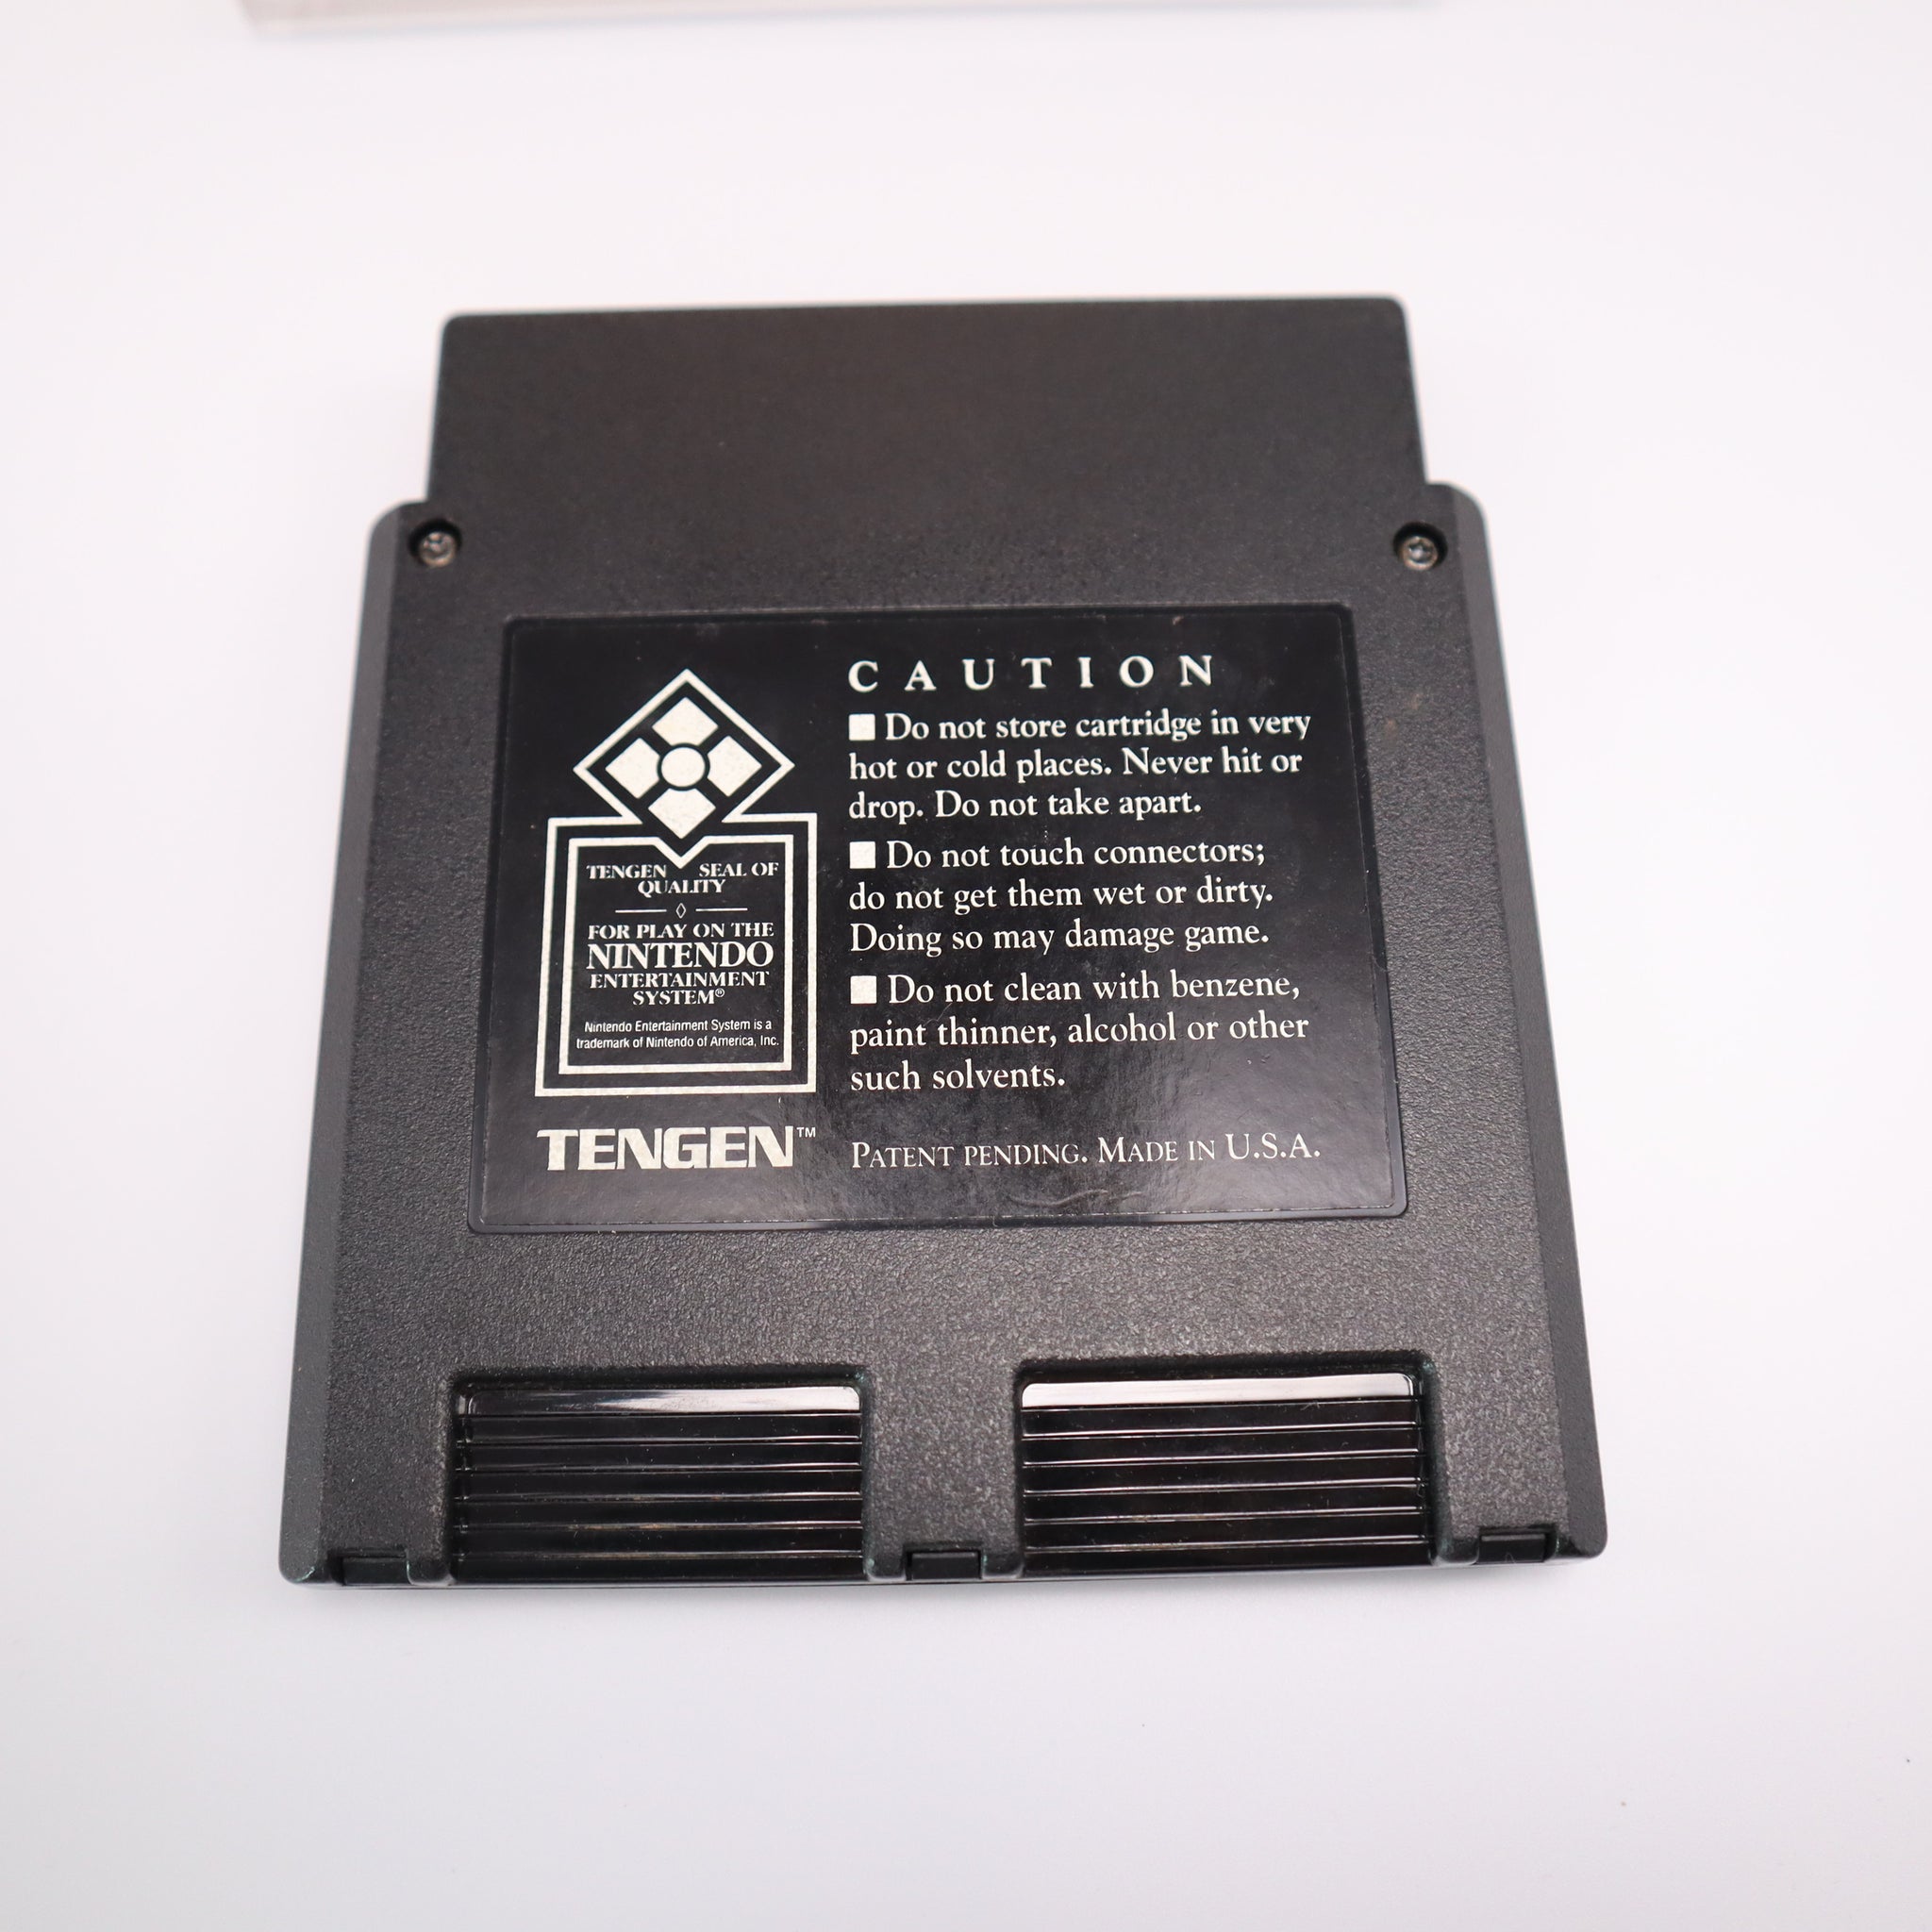 TENGEN SEAL OF
QUALITY
FOR PLAY ON THE
NINTENDO
ENTERTAINMENT
SYSTEM®
Nintendo Entertainment System is a
trademark of Nintendo of America, Inc.
TENGEN™
CAUTION
■ Do not store cartridge in very
hot or cold places. Never hit or
drop. Do not take apart.
■ Do not touch connectors;
do not get them wet or dirty.
Doing so may damage game.
■ Do not clean with benzene,
paint thinner, alcohol or other
such solvents.
PATENT PENDING. MADE IN U.S.A.